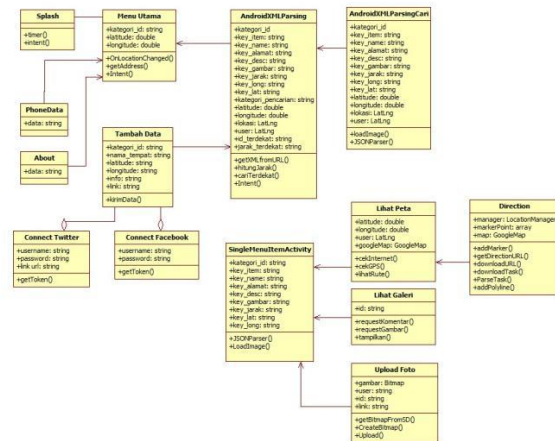 Splash
+timer()
+intent()
Menu Utama
+kategori_id: string
+latitude: double
+longitude: double
+OnLocationChanged()
+getAddress()
+Intent()
AndroidXMLParsing
+kategori_id
+key_item: string
+key_name: string
+key_alamat: string
+key_desc: string
+key_gambar: string
+key_jarak: string
+key_long: string
+key_lat: string
+kategori_pencarian: string
+latitude: double
+longitude: double
+lokasi: LatLng
+user: LatLng
+id_terdekat: string
+jarak_terdekat: string
+getXMLfromURL()
+hitungJarak()
+cariTerdekat()
+Intent()
AndroidXMLParsingCari
+kategori_id
+key_item: string
+key_name: string
+key_alamat: string
+key_desc: string
+key_gambar: string
+key_jarak: string
+key_long: string
+key_lat: string
+latitude: double
+longitude: double
+lokasi: LatLng
+user: LatLng
+loadImage()
+JSONParser()
PhoneData
+data: string
About
+data: string
Tambah Data
+kategori_id: string
+nama_tempat: string
+latitude: string
+longitude: string
+info: string
+link: string
+kirimData()
Connect Twitter
+username: string
+password: string
+link url: string
+getToken()
Connect Facebook
+username: string
+password: string
+getToken()
SingleMenuItemActivity
+kategori_id: string
+key_item: string
+key_name: string
+key_alamat: string
+key_desc: string
+key_gambar: string
+key_jarak: string
+key_lat: string
+key_long: string
+JSONParser()
+LoadImage()
Lihat Peta
+latitude: double
+longitude: double
+user: LatLng
+googleMap: GoogleMap
+cekInternet()
+cekGPS()
+lihatRute()
Direction
+manager: LocationManager
+markerPoint: array
+map: GoogleMap
+addMarker()
+getDirectionURL()
+downloadURL()
+downloadTask()
+ParseTask()
+addPolyline()
Lihat Galeri
+id: string
+requestKomentar()
+requestGambar()
+tampilkan()
Upload Foto
+gambar: Bitmap
+user: string
+id: string
+link: string
+getBitmapFromSD()
+CreateBitmap()
+Upload()